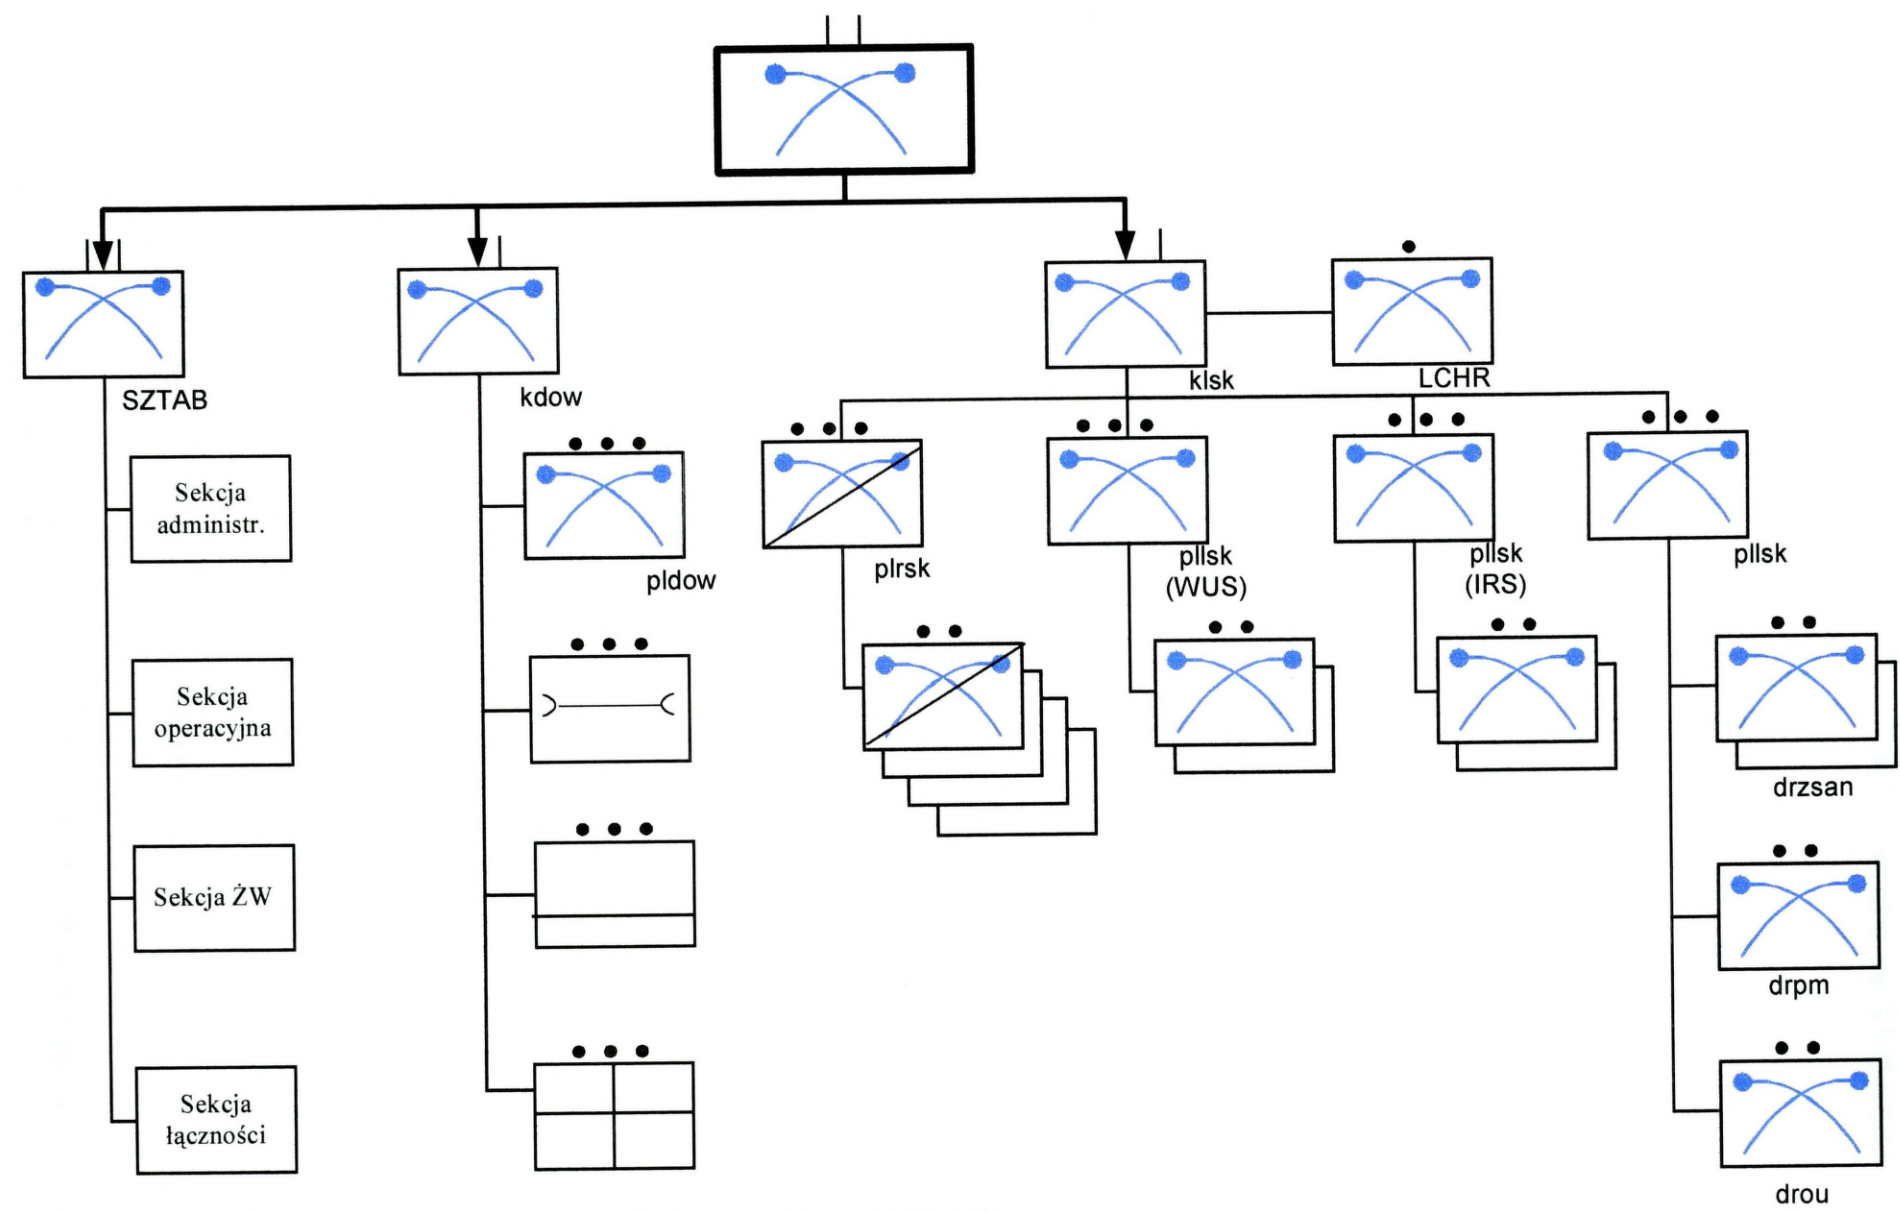 SZTAB
kdow
klsk
LCHR
Sekcja
administr.
pldow
plrsk
pllsk
(WUS)
pllsk
(IRS)
pllsk
Sekcja
operacyjna
drzsan
Sekcja ŻW
drpm
Sekcja
łączności
drou